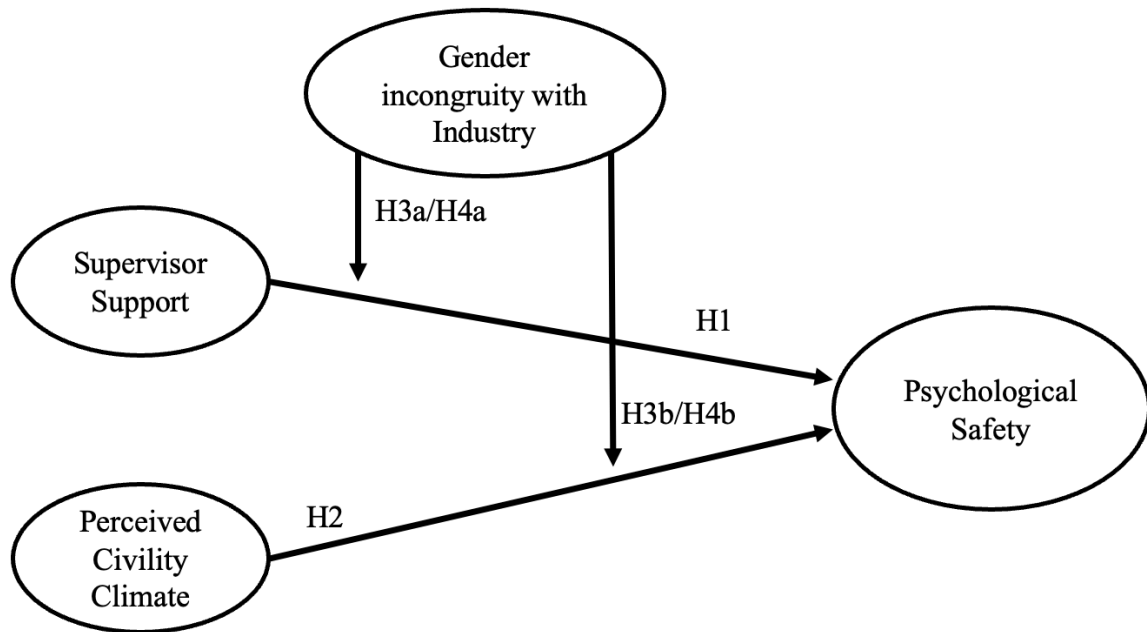 Gender
incongruity with
Industry
H3a/H4a
Supervisor
Support
H1
Psychological
Safety
H3b/H4b
H2
Perceived
Civility
Climate